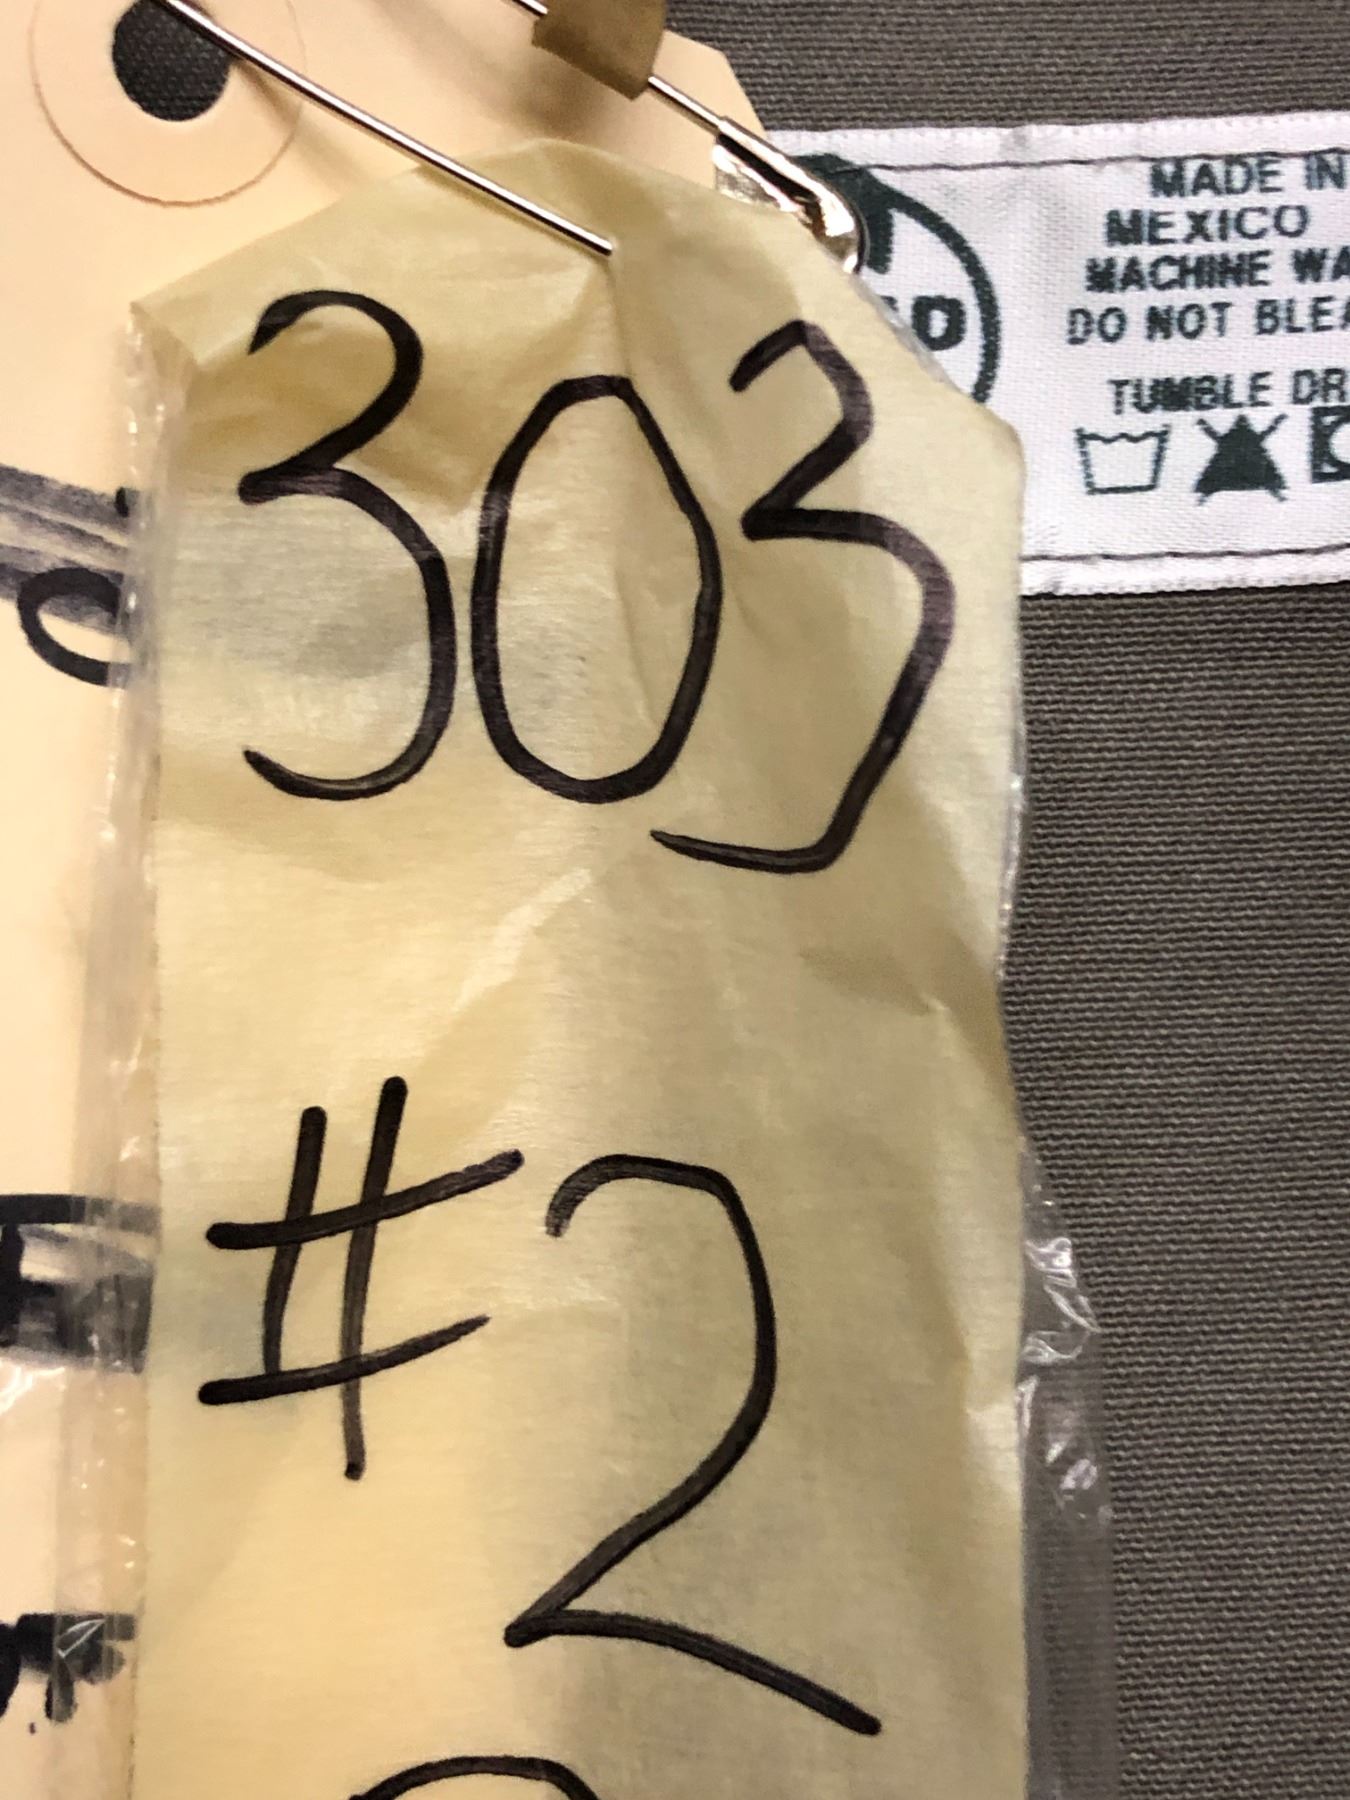 303
#2
MADE IN
MEXICO
MACHINE WA
DO NOT BLEA
TUMBLE DR